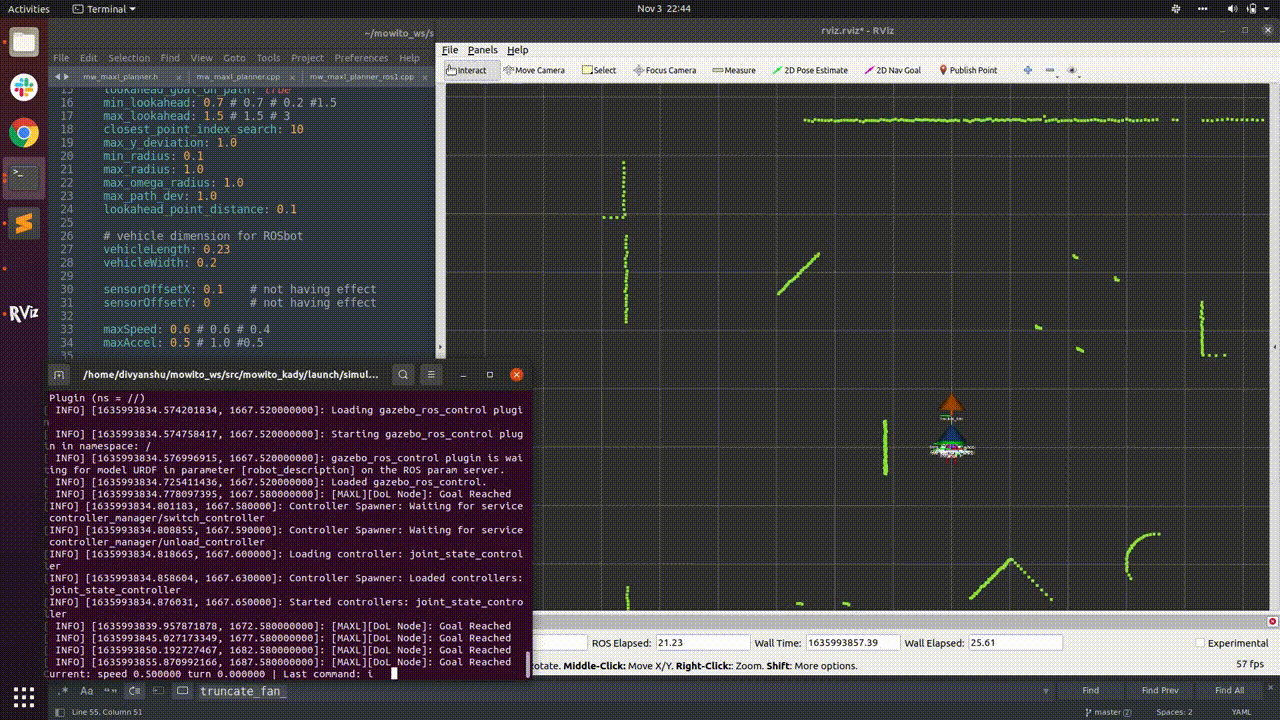 Activities
Terminal
Nov 3 22:44
~/mowito_ws/s
File Edit Selection Find View Goto Tools Project Preferences Help
mw_maxl_planner.h
mw_maxl_planner.cpp
mw_maxl_planner_ros1.cpp
15 lookahead_goal_on_path: true
16 min_lookahead: 0.7 # 0.7 # 0.2 #1.5
17 max_lookahead: 1.5 # 1.5 # 3
18 closest_point_index_search: 10
19 max_y_deviation: 1.0
20 min_radius: 0.1
21 max_radius: 1.0
22 max_omega_radius: 1.0
23 max_path_dev: 1.0
24 lookahead_point_distance: 0.1
25
26 # vehicle dimension for ROSbot
27 vehicleLength: 0.23
28 vehicleWidth: 0.2
29
30 sensorOffsetX: 0.1 # not having effect
31 sensorOffsetY: 0 # not having effect
32
33 maxSpeed: 0.6 # 0.6 # 0.4
34 maxAccel: 0.5 # 1.0 #0.5
35
/home/divyanshu/mowito_ws/src/mowito_kady/launch/simul...
Plugin (ns = //)
[ INFO] [1635993834.574201834, 1667.520000000]: Loading gazebo_ros_control plugi
n
[ INFO] [1635993834.574758417, 1667.520000000]: Starting gazebo_ros_control plug
in in namespace: /
[ INFO] [1635993834.576996915, 1667.520000000]: gazebo_ros_control plugin is wai
ting for model URDF in parameter [robot_description] on the ROS param server.
[ INFO] [1635993834.725411436, 1667.520000000]: Loaded gazebo_ros_control.
[ INFO] [1635993834.778097395, 1667.580000000]: [MAXL][DoL Node]: Goal Reached
[INFO] [1635993834.801183, 1667.580000]: Controller Spawner: Waiting for service
controller_manager/switch_controller
[INFO] [1635993834.808855, 1667.590000]: Controller Spawner: Waiting for service
controller_manager/unload_controller
[INFO] [1635993834.818665, 1667.600000]: Loading controller: joint_state_control
er
[INFO] [1635993834.858604, 1667.630000]: Controller Spawner: Loaded controllers:
joint_state_controller
[INFO] [1635993834.876031, 1667.650000]: Started controllers: joint_state_contro
ller
[ INFO] [1635993839.957871878, 1672.580000000]: [MAXL][DoL Node]: Goal Reached
[ INFO] [1635993845.027173349, 1677.580000000]: [MAXL][DoL Node]: Goal Reached
[ INFO] [1635993850.192727467, 1682.580000000]: [MAXL][DoL Node]: Goal Reached
[ INFO] [1635993855.870992166, 1687.580000000]: [MAXL][DoL Node]: Goal Reached
current: speed 0.500000 turn 0.000000 | Last command: i
.* Aa
truncate_fan_
Find Find Prev Find All
Line 55, Column 51
master 2
Spaces: 2
YAML
rviz.rviz* - RViz
File Panels Help
Interact Move Camera Select Focus Camera Measure 2D Pose Estimate 2D Nav Goal Publish Point
RViz
ROS Elapsed: 21.23 Wall Time: 1635993857.39 Wall Elapsed: 25.61 Experimental
Rotate. Middle-Click: Move X/Y. Right-Click:: Zoom. Shift: More options.
57 fps